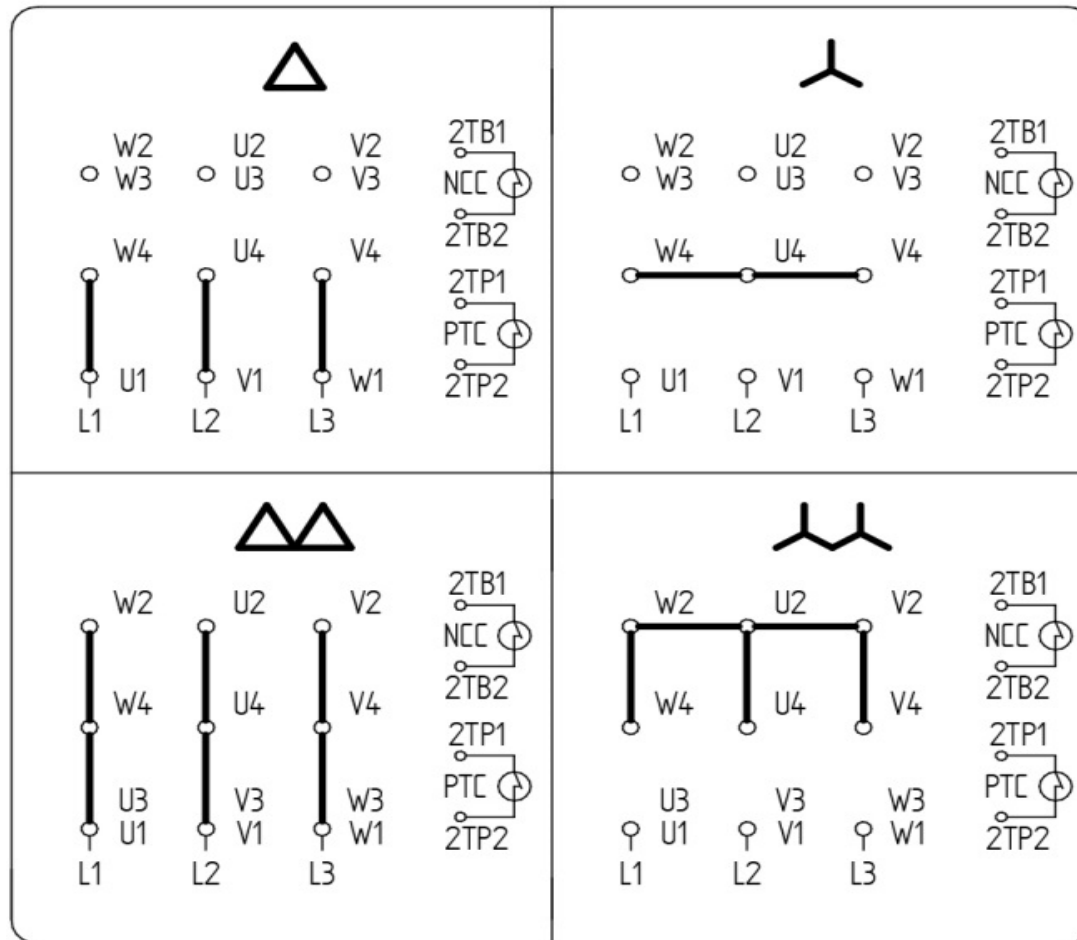 W2 U2 V2 2TB1
W3 U3 V3 NCC
2TB2
W4 U4 V4
2TP1
PTC
U1 V1 W1 2TP2
L1 L2 L3
W2 U2 V2 2TB1
W3 U3 V3 NCC
2TB2
W4 U4 V4
2TP1
PTC
U1 V1 W1 2TP2
L1 L2 L3
W2 U2 V2 2TB1
NCC
2TB2
W4 U4 V4
2TP1
PTC
U3 V3 W3
U1 V1 W1 2TP2
L1 L2 L3
W2 U2 V2 2TB1
NCC
2TB2
W4 U4 V4
2TP1
PTC
U3 V3 W3
U1 V1 W1 2TP2
L1 L2 L3